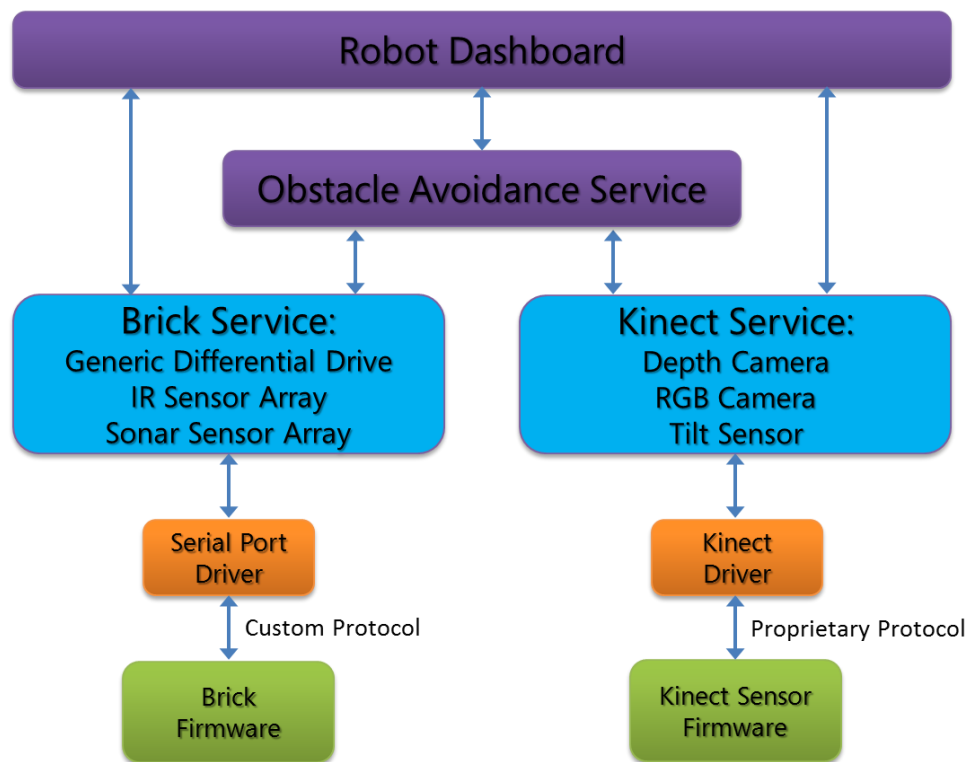 Robot Dashboard
Obstacle Avoidance Service
Brick Service:
Generic Differential Drive
IR Sensor Array
Sonar Sensor Array
Kinect Service:
Depth Camera
RGB Camera
Tilt Sensor
Serial Port
Driver
Kinect
Driver
Custom Protocol
Proprietary Protocol
Brick
Firmware
Kinect Sensor
Firmware